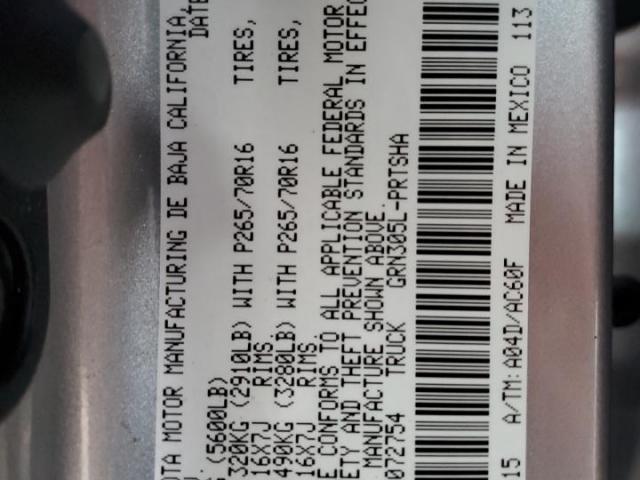 OTA MOTOR MANUFACTURING DE BAJA CALIFORNIA,
DATE
(5600LB)
320KG (2910LB) WITH P265/70R16 TIRES,
16X7J RIMS
490KG (3280LB) WITH P265/70R16 TIRES,
16X7J RIMS.
E CONFORMS TO ALL APPLICABLE FEDERAL MOTOR
ETY AND THEFT PREVENTION STANDARDS IN EFFEC
MANUFACTURE SHOWN ABOVE.
072754 TRUCK GRN305L-PRTSHA
15 A/TM:A04D/AC60F MADE IN MEXICO 113